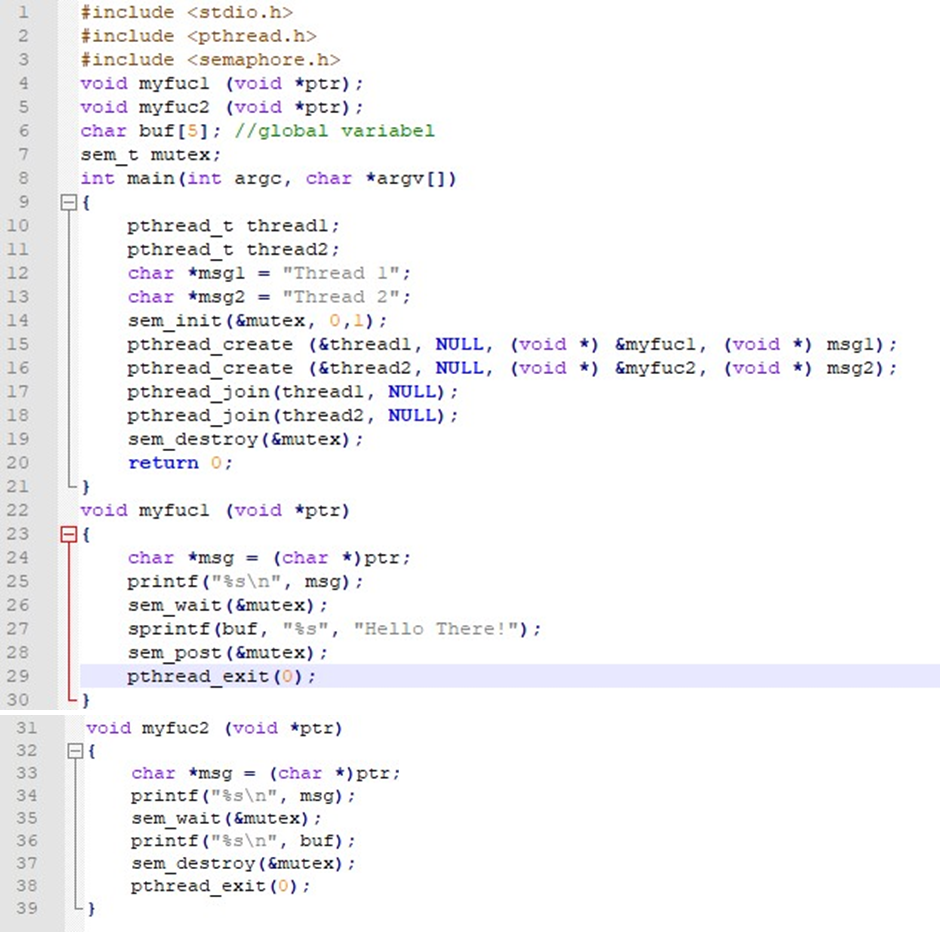 1 #include <stdio.h>
2 #include <pthread.h>
3 #include <semaphore.h>
4 void myfuc1 (void *ptr);
5 void myfuc2 (void *ptr);
6 char buf[5]; //global variabel
7 sem_t mutex;
8 int main(int argc, char *argv[])
9 {
10 pthread_t thread1;
11 pthread_t thread2;
12 char *msg1 = "Thread 1";
13 char *msg2 = "Thread 2";
14 sem_init(&mutex, 0,1);
15 pthread_create (&thread1, NULL, (void *) &myfuc1, (void *) msg1);
16 pthread_create (&thread2, NULL, (void *) &myfuc2, (void *) msg2);
17 pthread_join(thread1, NULL);
18 pthread_join(thread2, NULL);
19 sem_destroy(&mutex);
20 return 0;
21 }
22 void myfuc1 (void *ptr)
23 {
24 char *msg = (char *)ptr;
25 printf("%s\n", msg);
26 sem_wait(&mutex);
27 sprintf(buf, "%s", "Hello There!");
28 sem_post(&mutex);
29 pthread_exit(0);
30 }
31 void myfuc2 (void *ptr)
32 {
33 char *msg = (char *)ptr;
34 printf("%s\n", msg);
35 sem_wait(&mutex);
36 printf("%s\n", buf);
37 sem_destroy(&mutex);
38 pthread_exit(0);
39 }